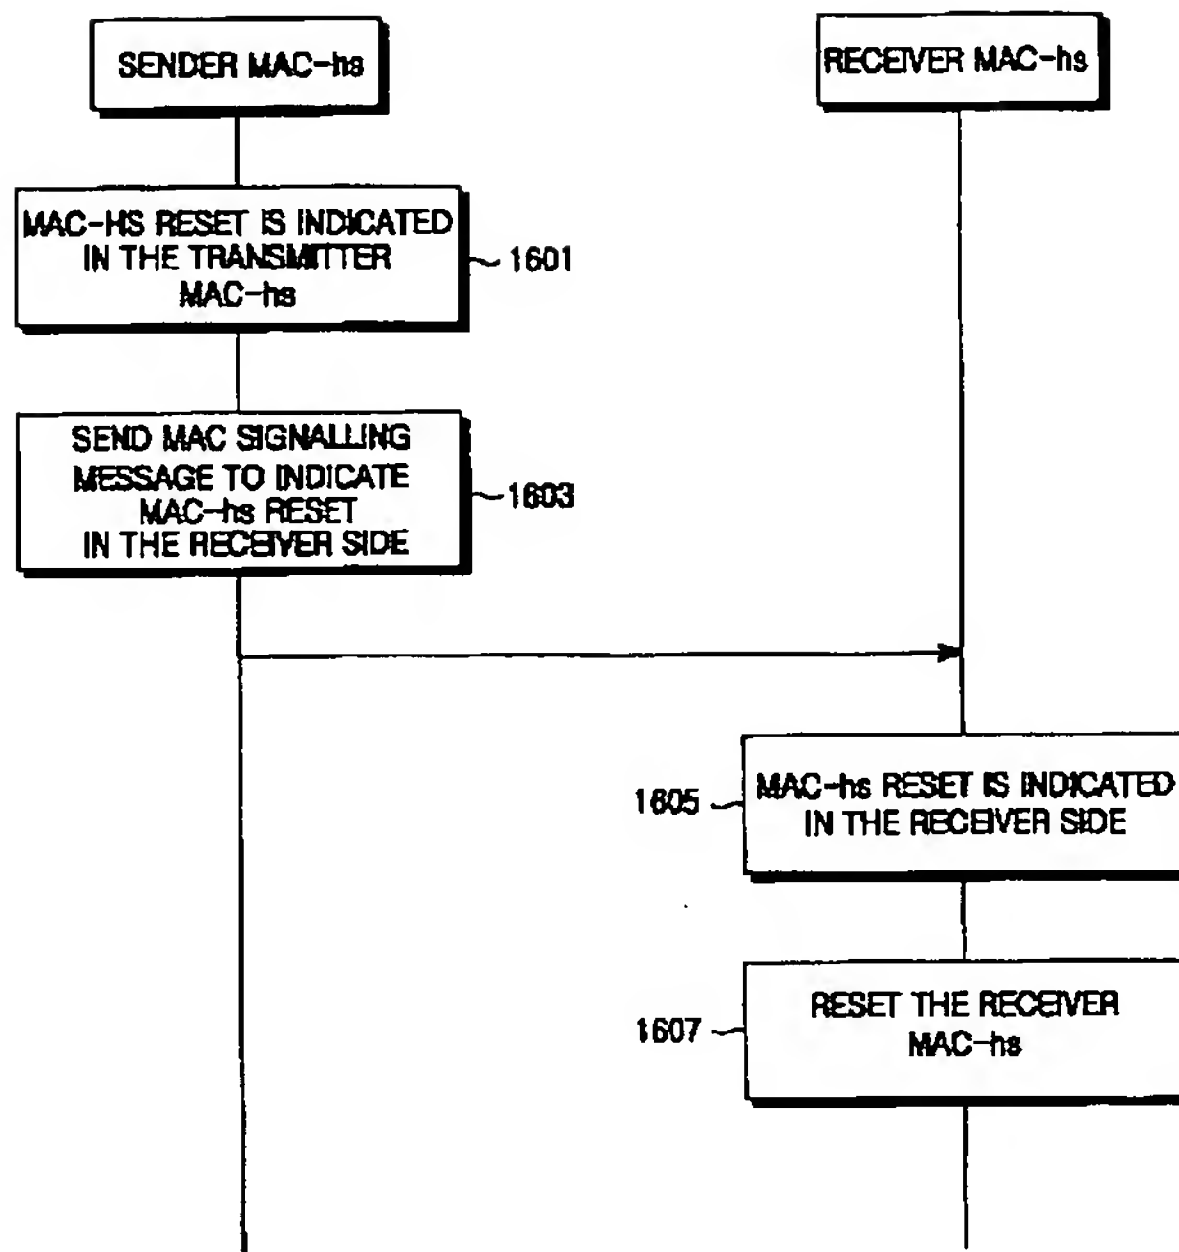 SENDER MAC-hs
RECEIVER MAC-hs
MAC-HS RESET IS INDICATED
IN THE TRANSMITTER
MAC-hs
1601
SEND MAC SIGNALLING
MESSAGE TO INDICATE
MAC-hs RESET
IN THE RECEIVER SIDE
1603
1605
MAC-hs RESET IS INDICATED
IN THE RECEIVER SIDE
1607
RESET THE RECEIVER
MAC-hs